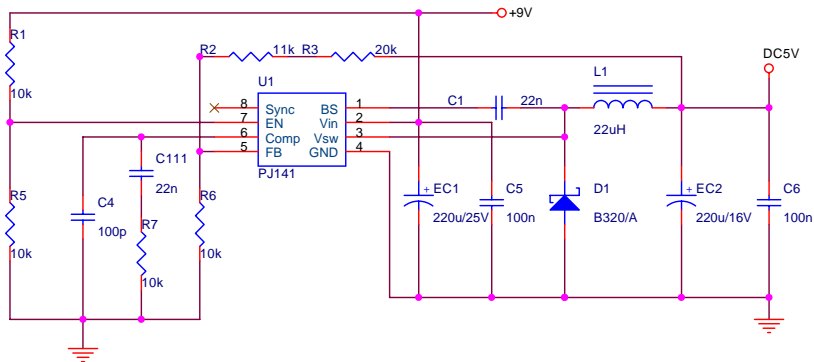 +9V
R1
R2
11k
R3
20k
DC5V
U1
L1
10k
8
Sync
BS
1
C1
22n
7
EN
Vin
2
6
Comp
Vsw
3
22uH
5
FB
GND
4
C111
PJ141
22n
R5
C4
R6
EC1
C5
D1
EC2
C6
+
+
100p
R7
220u/25V
100n
B320/A
220u/16V
100n
10k
10k
10k